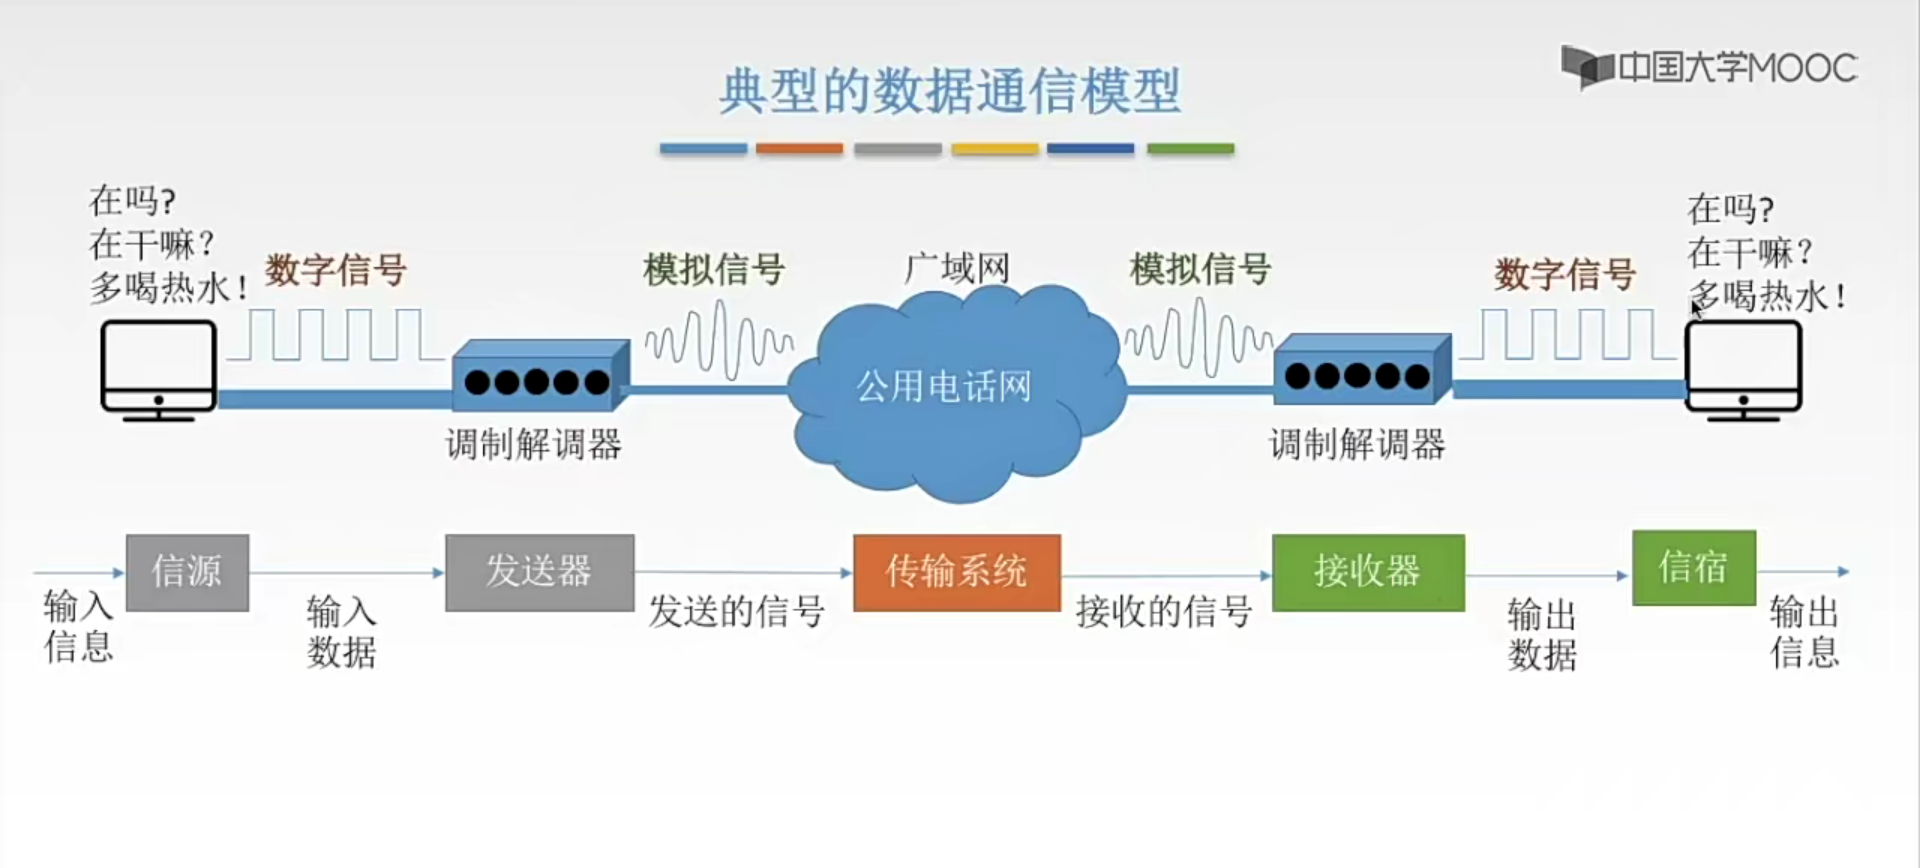 中国大学MOOC
典型的数据通信模型
在吗?
在干嘛?
多喝热水!
数字信号
模拟信号
广域网
模拟信号
数字信号
在吗?
在干嘛?
多喝热水!
公用电话网
调制解调器
调制解调器
信源
发送器
传输系统
接收器
信宿
输入
信息
输入
数据
发送的信号
接收的信号
输出
数据
输出
信息